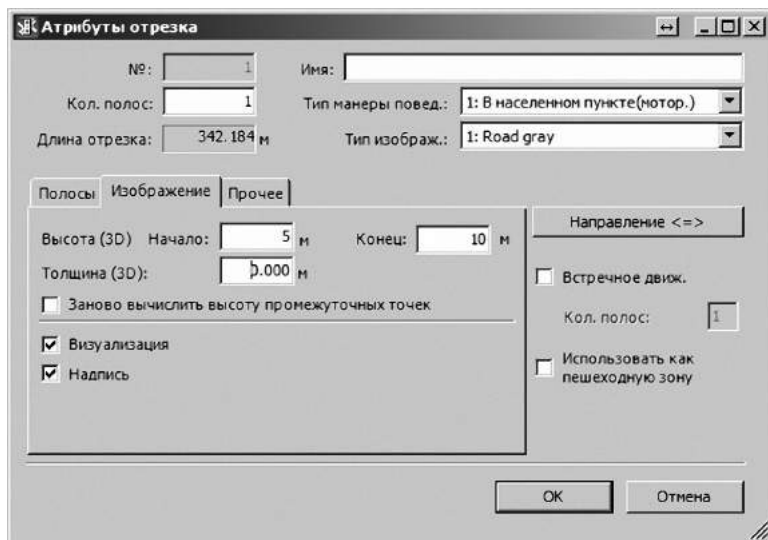 Атрибуты отрезка
№: 1 Имя:
Кол. полос: 1 Тип манеры повед.: 1: В населенном пункте(мотор.)
Длина отрезка: 342.184 м Тип изображ.: 1: Road gray
Полосы Изображение Прочее
Направление <=>
Высота (3D) Начало: 5 м Конец: 10 м
Толщина (3D): 0.000 м
Встречное движ.
Заново вычислить высоту промежуточных точек
Кол. полос: 1
Визуализация
Надпись
Использовать как
пешеходную зону
OK Отмена